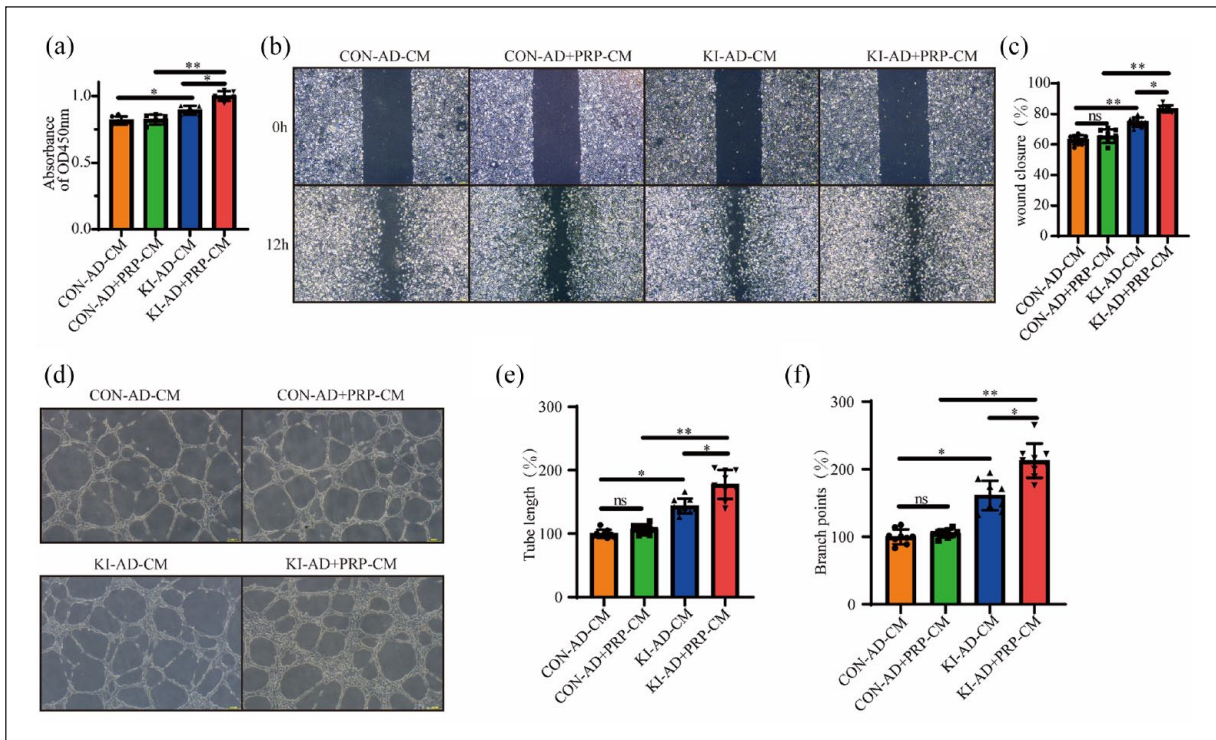 (a)
**
*
*
1.0
0.5
0.0
Absorbance
of OD450nm
CON-AD-CM
CON-AD+PRP-CM
KI-AD-CM
KI-AD+PRP-CM
(b)
CON-AD-CM
CON-AD+PRP-CM
KI-AD-CM
KI-AD+PRP-CM
0h
12h
(c)
**
**
*
ns
100
80
60
40
20
0
wound closure (%)
CON-AD-CM
CON-AD+PRP-CM
KI-AD-CM
KI-AD+PRP-CM
(d)
CON-AD-CM
CON-AD+PRP-CM
KI-AD-CM
KI-AD+PRP-CM
(e)
300
200
100
0
Tube length (%)
**
*
*
ns
CON-AD-CM
CON-AD+PRP-CM
KI-AD-CM
KI-AD+PRP-CM
(f)
300
200
100
0
Branch points (%)
**
*
*
ns
CON-AD-CM
CON-AD+PRP-CM
KI-AD-CM
KI-AD+PRP-CM